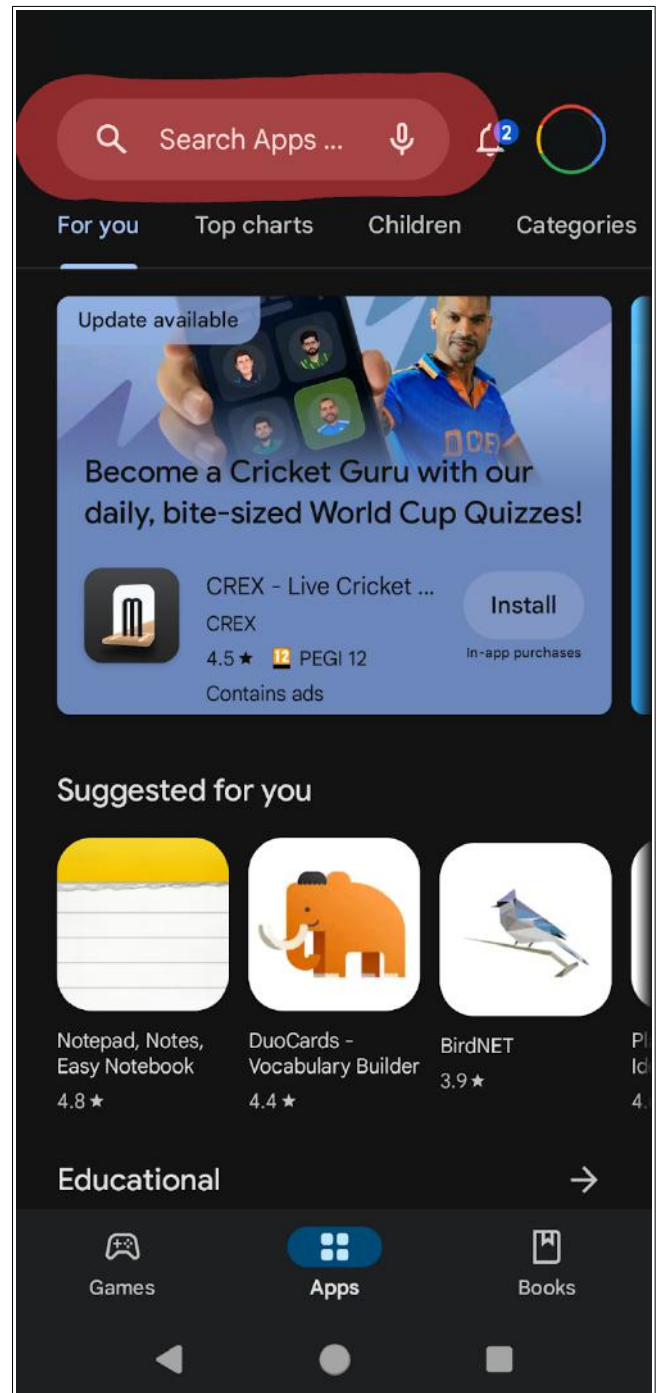 Search Apps ...
2
For you Top charts Children Categories
Update available
Become a Cricket Guru with our
daily, bite-sized World Cup Quizzes!
CREX - Live Cricket ...
CREX
4.5 ★ 12 PEGI 12
Contains ads
Install
In-app purchases
Suggested for you
Notepad, Notes,
Easy Notebook
4.8 ★
DuoCards -
Vocabulary Builder
4.4 ★
BirdNET
3.9 ★
Educational
Games Apps Books